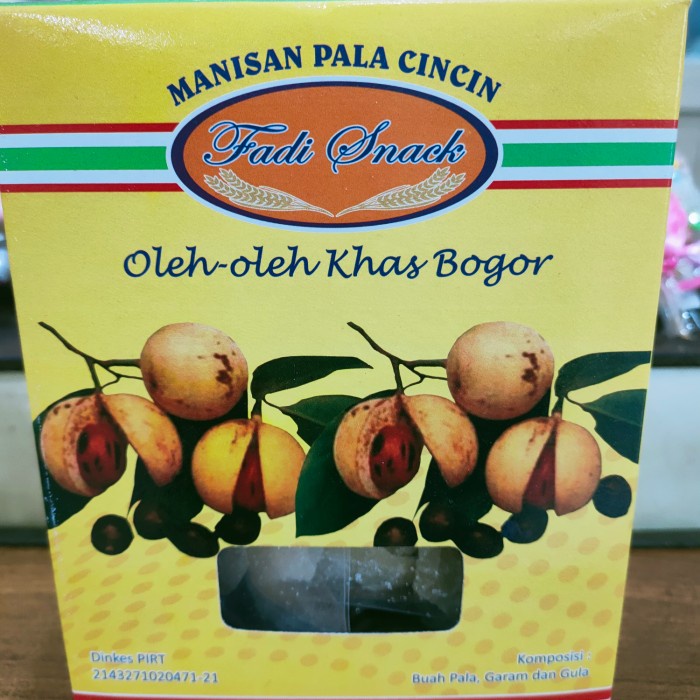 MANISAN PALA CINCIN
Fadi Snack
Oleh-oleh Khas Bogor
Dinkes PIRT
2143271020471-21
Komposisi :
Buah Pala, Garam dan Gula